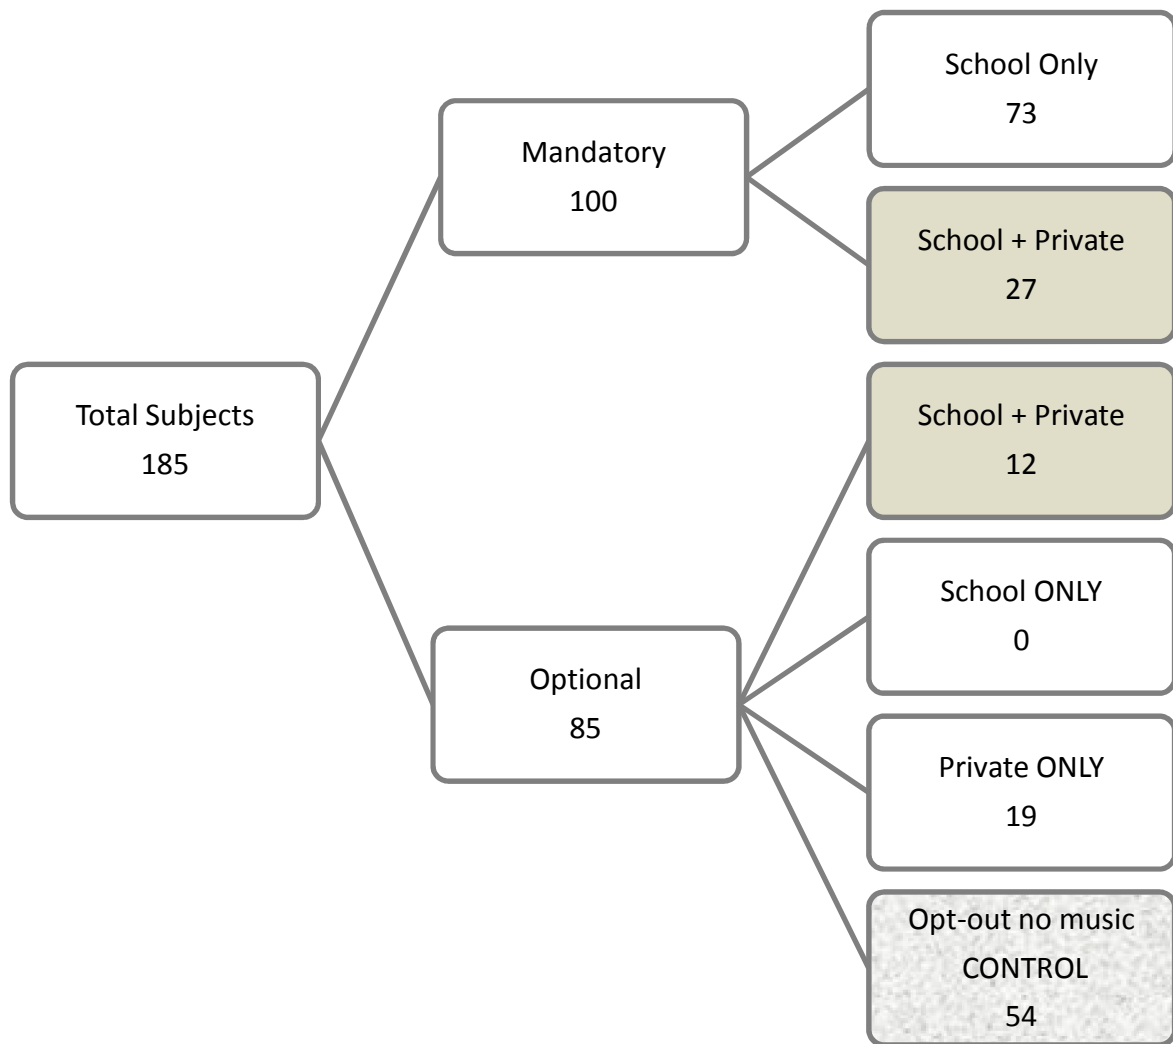 Total Subjects
185
Mandatory
100
School Only
73
School + Private
27
Optional
85
School + Private
12
School ONLY
0
Private ONLY
19
Opt-out no music
CONTROL
54